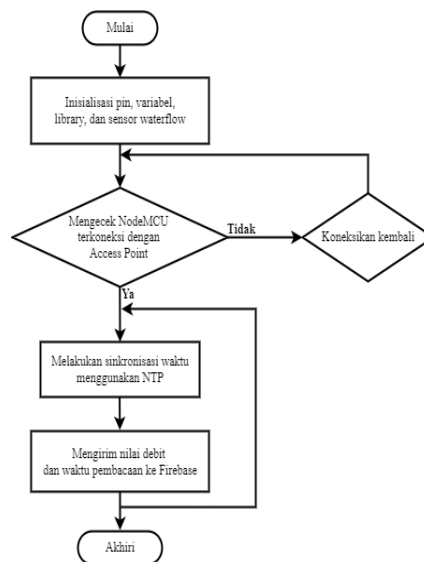 Mulai
Inisialisasi pin, variabel,
library, dan sensor waterflow
Mengecek NodeMCU
terkoneksi dengan
Access Point
Tidak
Koneksikan kembali
Ya
Melakukan sinkronisasi waktu
menggunakan NTP
Mengirim nilai debit
dan waktu pembacaan ke Firebase
Akhiri